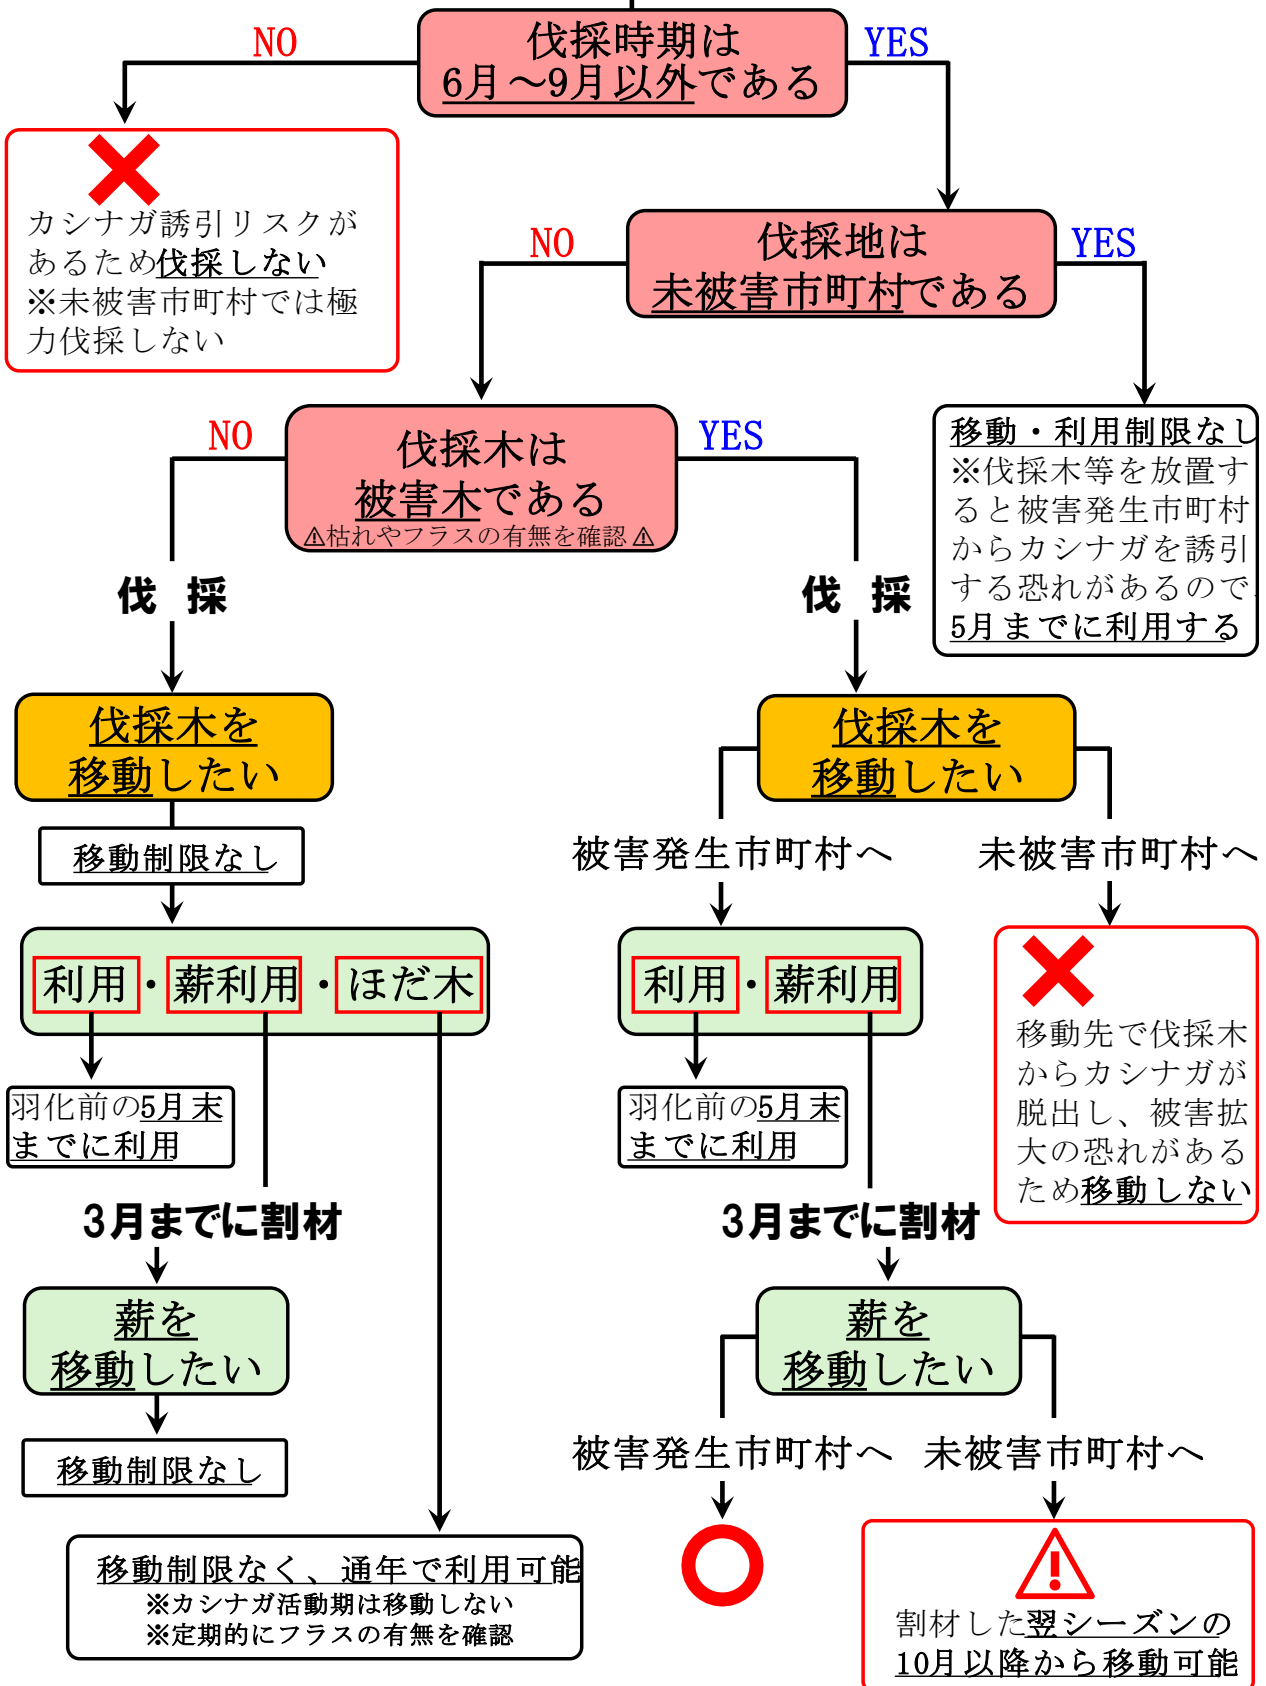 伐採時期は
6月～9月以外である
NO
YES
カシナガ誘引リスクが
あるため伐採しない
※未被害市町村では極
力伐採しない
伐採地は
未被害市町村である
NO
YES
伐採木は
被害木である
⚠枯れやフラスの有無を確認⚠
NO
YES
移動・利用制限なし
※伐採木等を放置す
ると被害発生市町村
からカシナガを誘引
する恐れがあるので、
5月までに利用する
伐 採
伐 採
伐採木を
移動したい
移動制限なし
利用・薪利用・ほだ木
羽化前の5月末
までに利用
3月までに割材
薪を
移動したい
移動制限なし
移動制限なく、通年で利用可能
※カシナガ活動期は移動しない
※定期的にフラスの有無を確認
伐採木を
移動したい
被害発生市町村へ
未被害市町村へ
利用・薪利用
移動先で伐採木
からカシナガが
脱出し、被害拡
大の恐れがある
ため移動しない
羽化前の5月末
までに利用
3月までに割材
薪を
移動したい
被害発生市町村へ
未被害市町村へ
割材した翌シーズンの
10月以降から移動可能